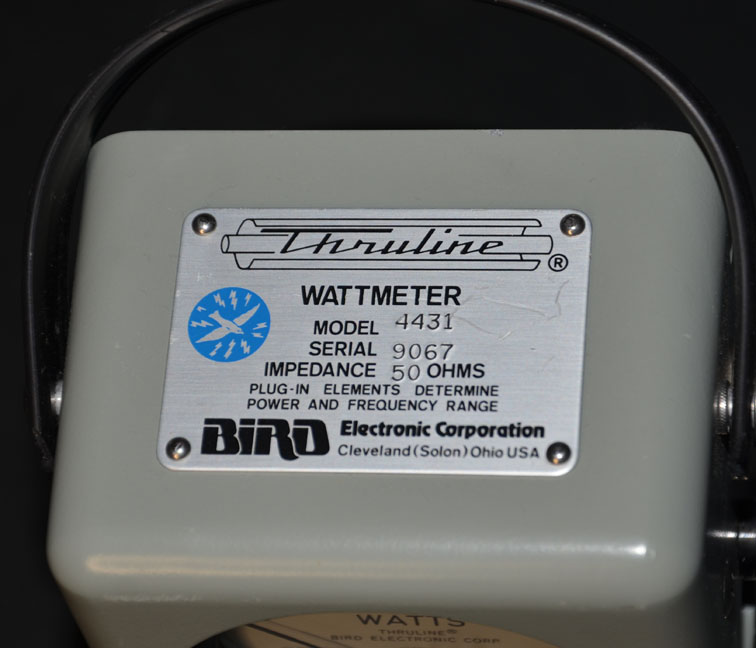 Thruline ®
WATTMETER
MODEL 4431
SERIAL 9067
IMPEDANCE 50 OHMS
PLUG-IN ELEMENTS DETERMINE
POWER AND FREQUENCY RANGE
BIRD Electronic Corporation
Cleveland (Solon) Ohio USA
WATTS
THRULINE®
BIRD ELECTRONIC CORP.